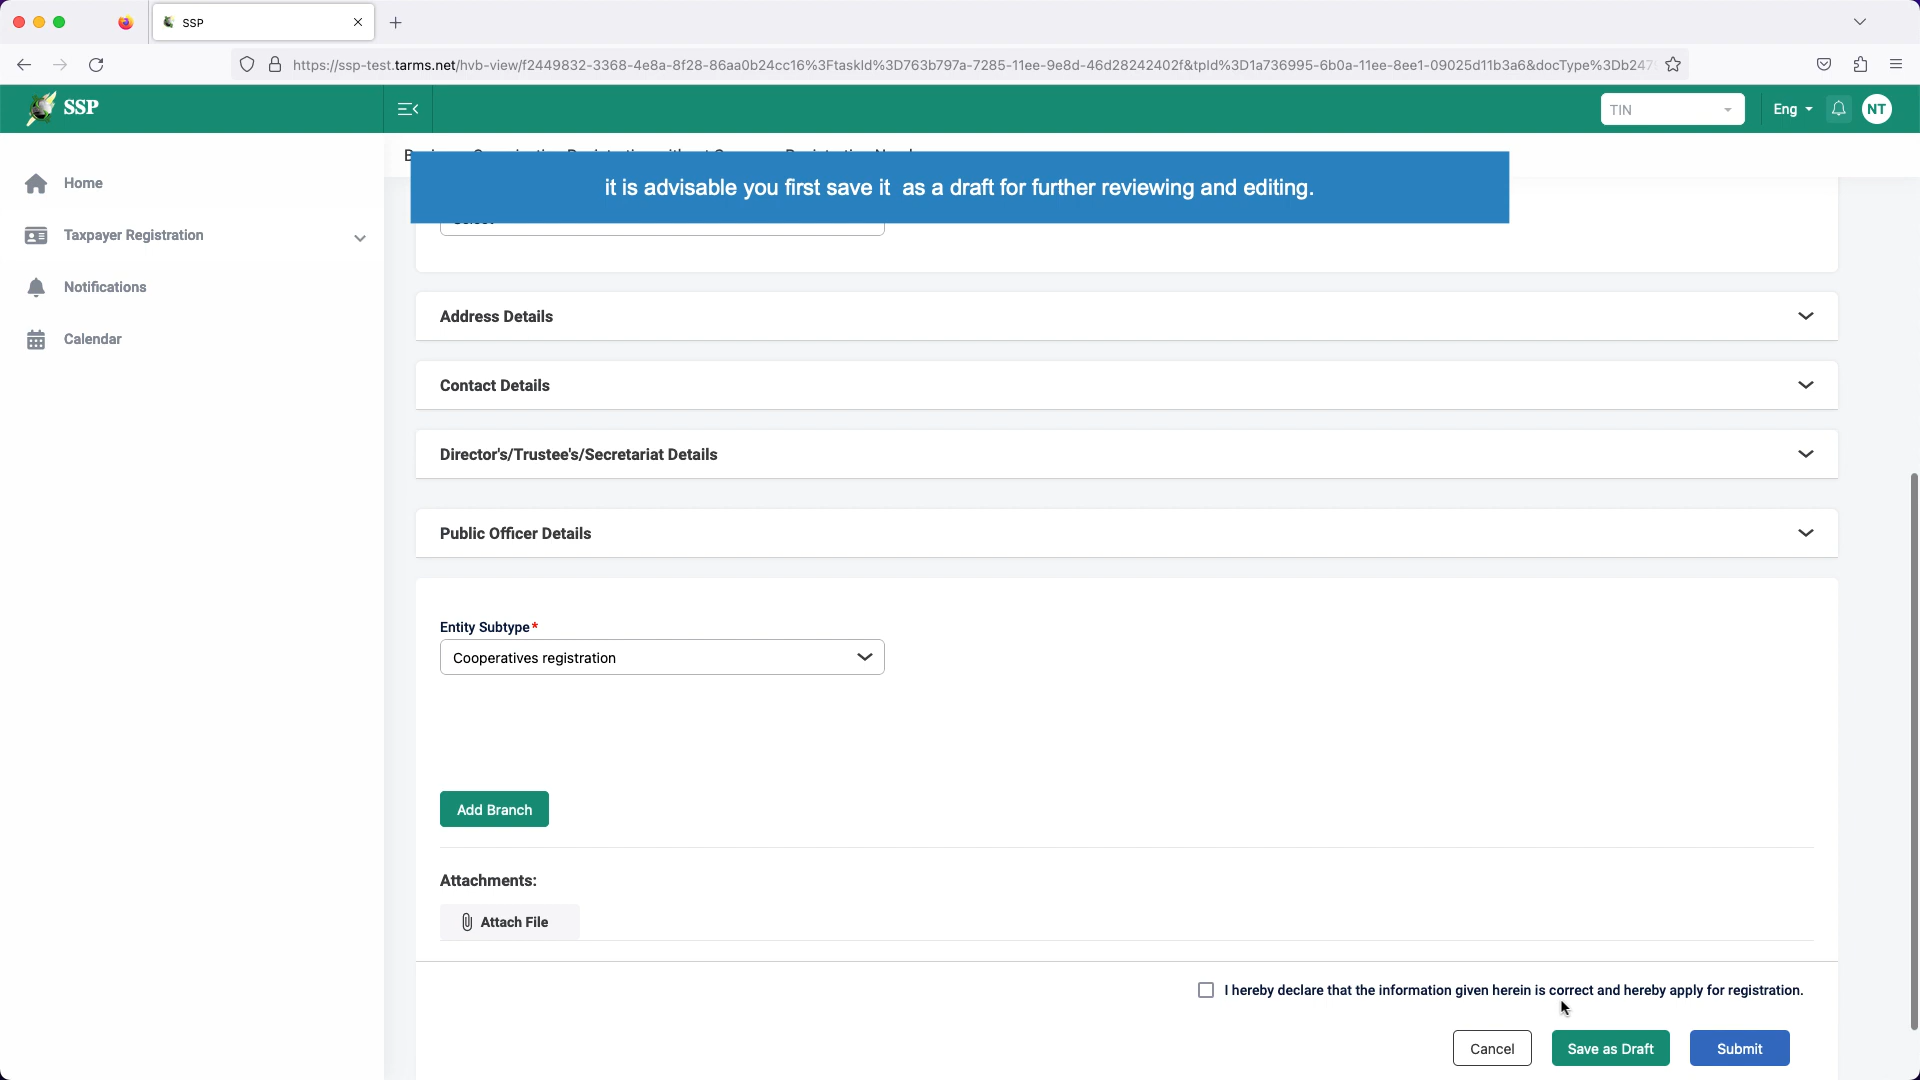 SSP
https://ssp-test.tarms.net/hvb-view/f2449832-3368-4e8a-8f28-86aa0b24cc16%3FtaskId%3D763b797a-7285-11ee-9e8d-46d28242402f&tpId%3D1a736995-6b0a-11ee-8ee1-09025d11b3a6&docType%3Db247
SSP
TIN
Eng
NT
it is advisable you first save it as a draft for further reviewing and editing.
Home
Taxpayer Registration
Notifications
Calendar
Address Details
Contact Details
Director's/Trustee's/Secretariat Details
Public Officer Details
Entity Subtype*
Cooperatives registration
Add Branch
Attachments:
Attach File
I hereby declare that the information given herein is correct and hereby apply for registration.
Cancel
Save as Draft
Submit